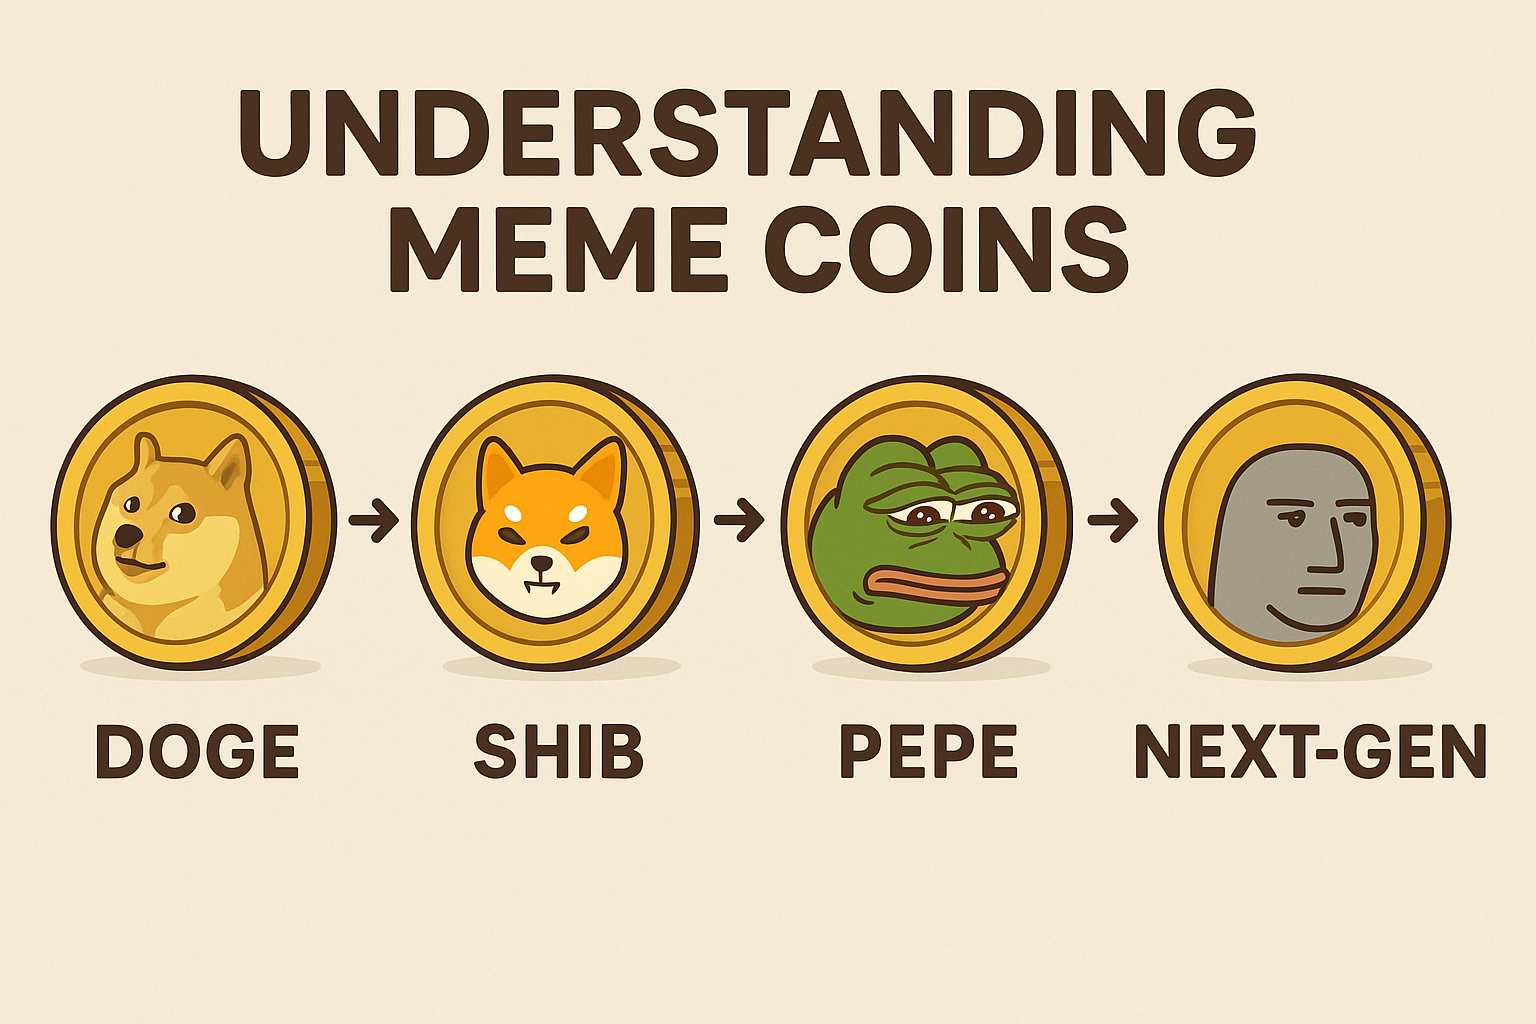 UNDERSTANDING
MEME COINS
DOGE
SHIB
PEPE
NEXT-GEN